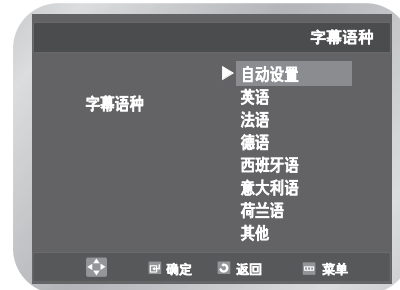 字幕语种
自动设置
字幕语种
英语
法语
德语
西班牙语
意大利语
荷兰语
其他
确定 返回 菜单